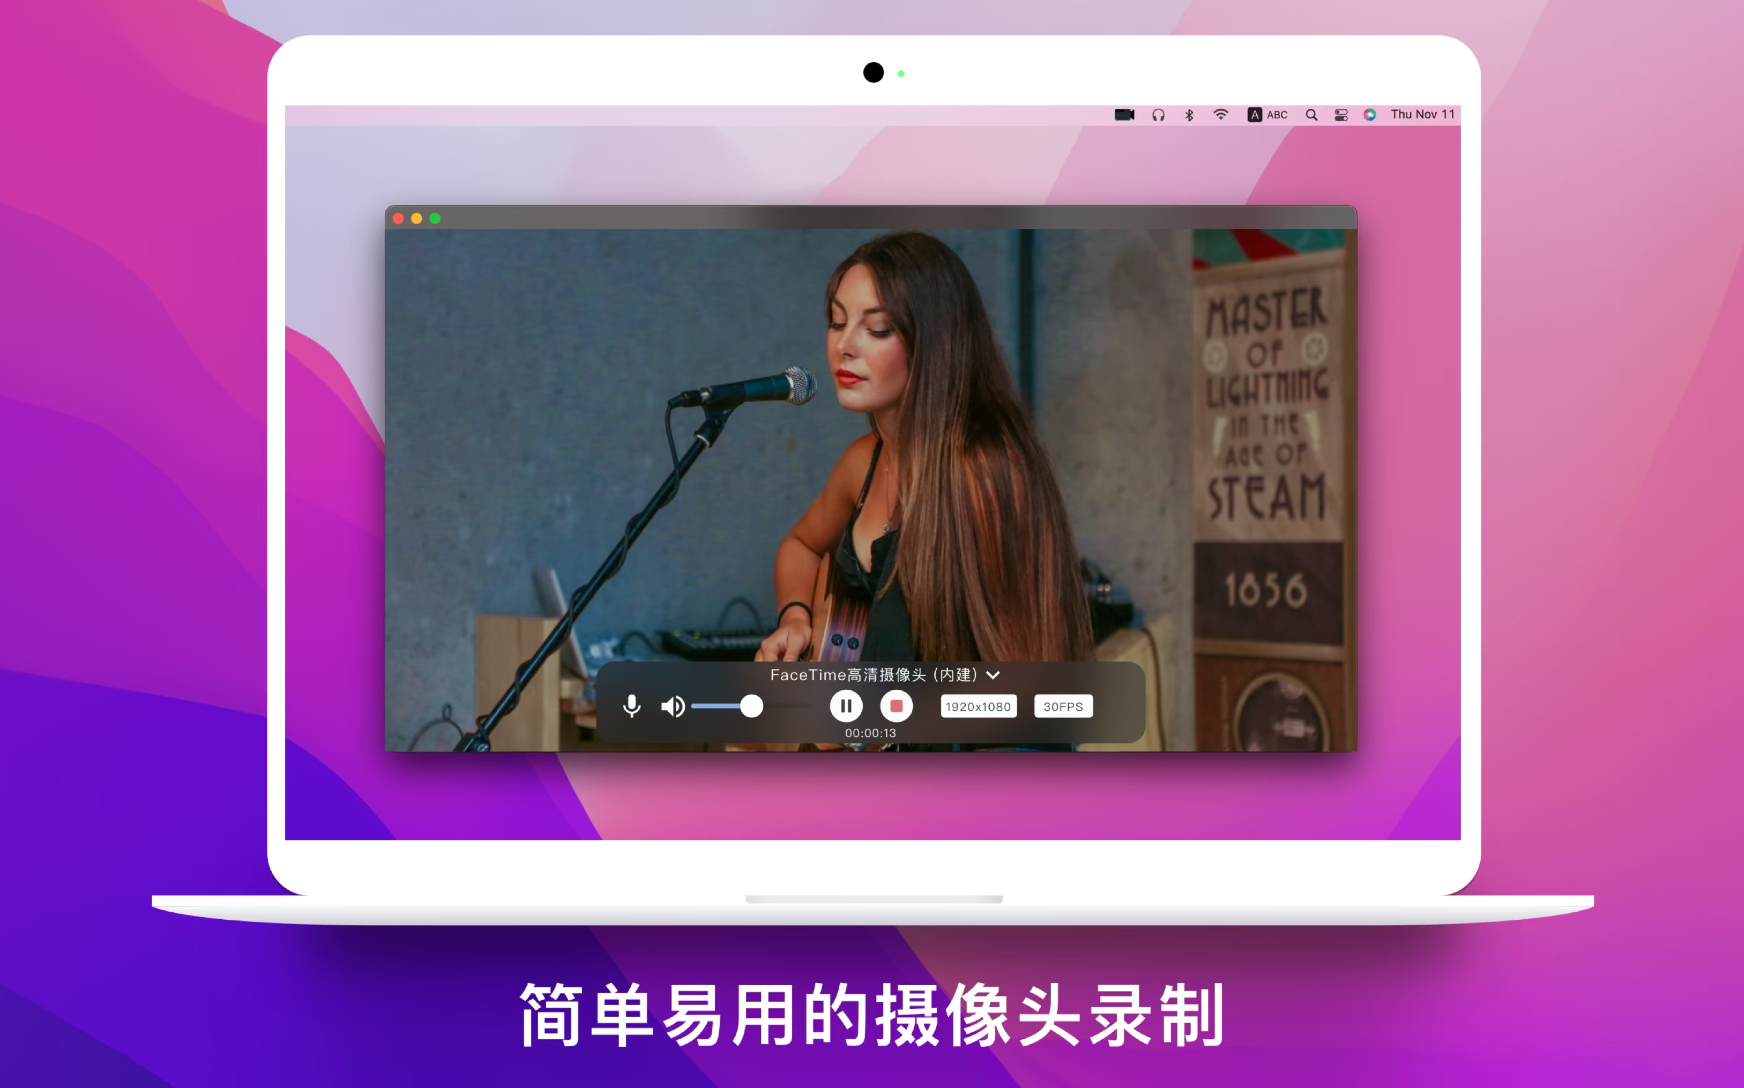 A ABC Thu Nov 11
MASTER
OF
LIGHTNING
IN THE
AGE OF
STEAM
1856
FaceTime高清摄像头 (内建)
1920x1080 30FPS
00:00:13
简单易用的摄像头录制